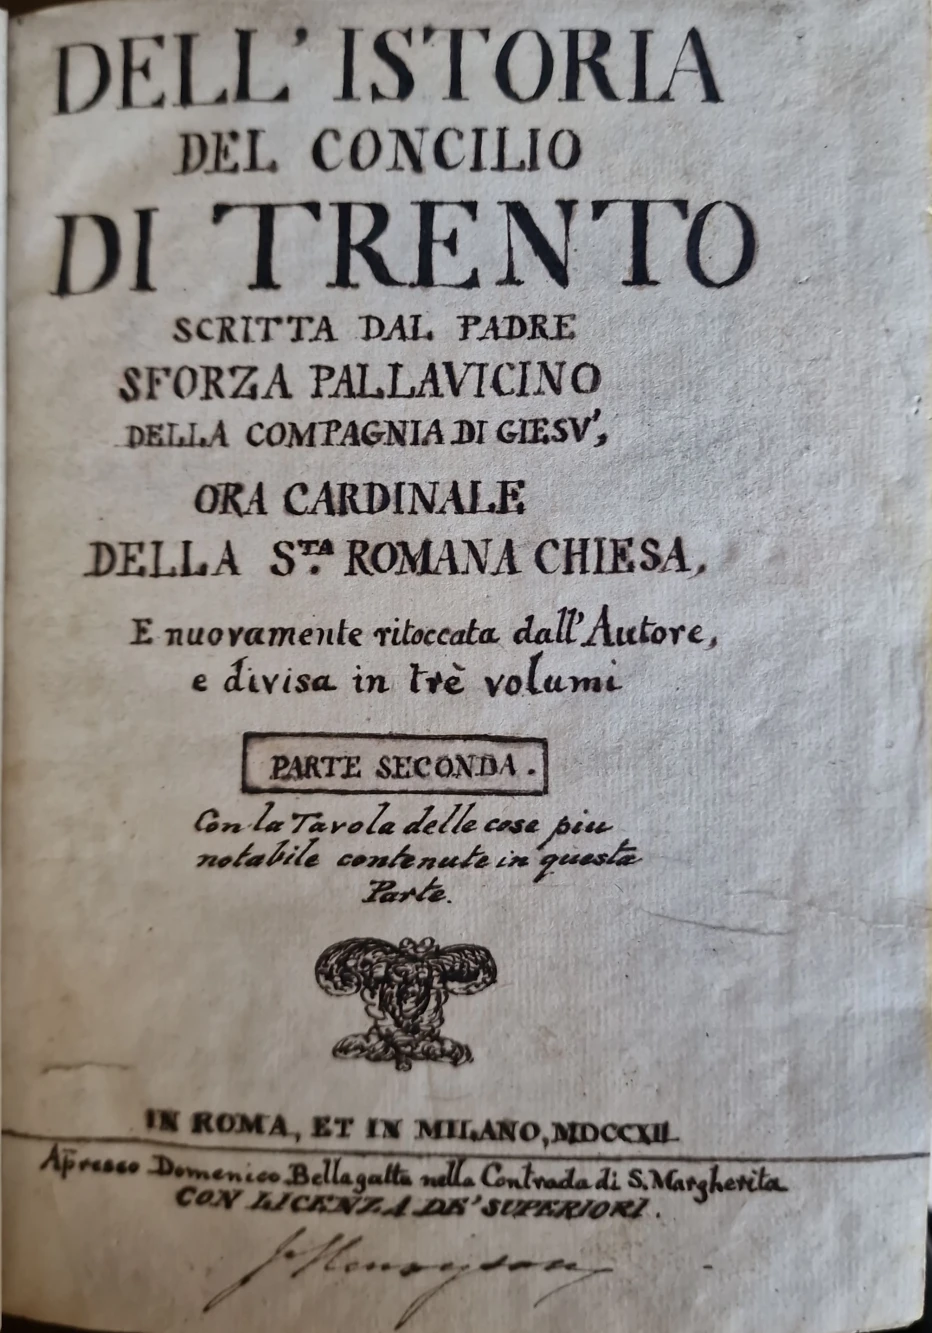 DELL' ISTORIA
DEL CONCILIO
DI TRENTO
SCRITTA DAL PADRE
SFORZA PALLAVICINO
DELLA COMPAGNIA DI GIESV',
ORA CARDINALE
DELLA S.TA ROMANA CHIESA,
E nuovamente ritoccata dall'Autore,
e divisa in trè volumi
PARTE SECONDA.
Con la Tavola delle cose piu
notabile contenute in questa
Parte.
IN ROMA, ET IN MILANO, MDCCXII
Apresso Domenico Bellagatta nella Contrada di S. Margherita
CON LICENZA DE' SUPERIORI.